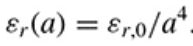 ε_r(a) = ε_{r,0}/a^4.